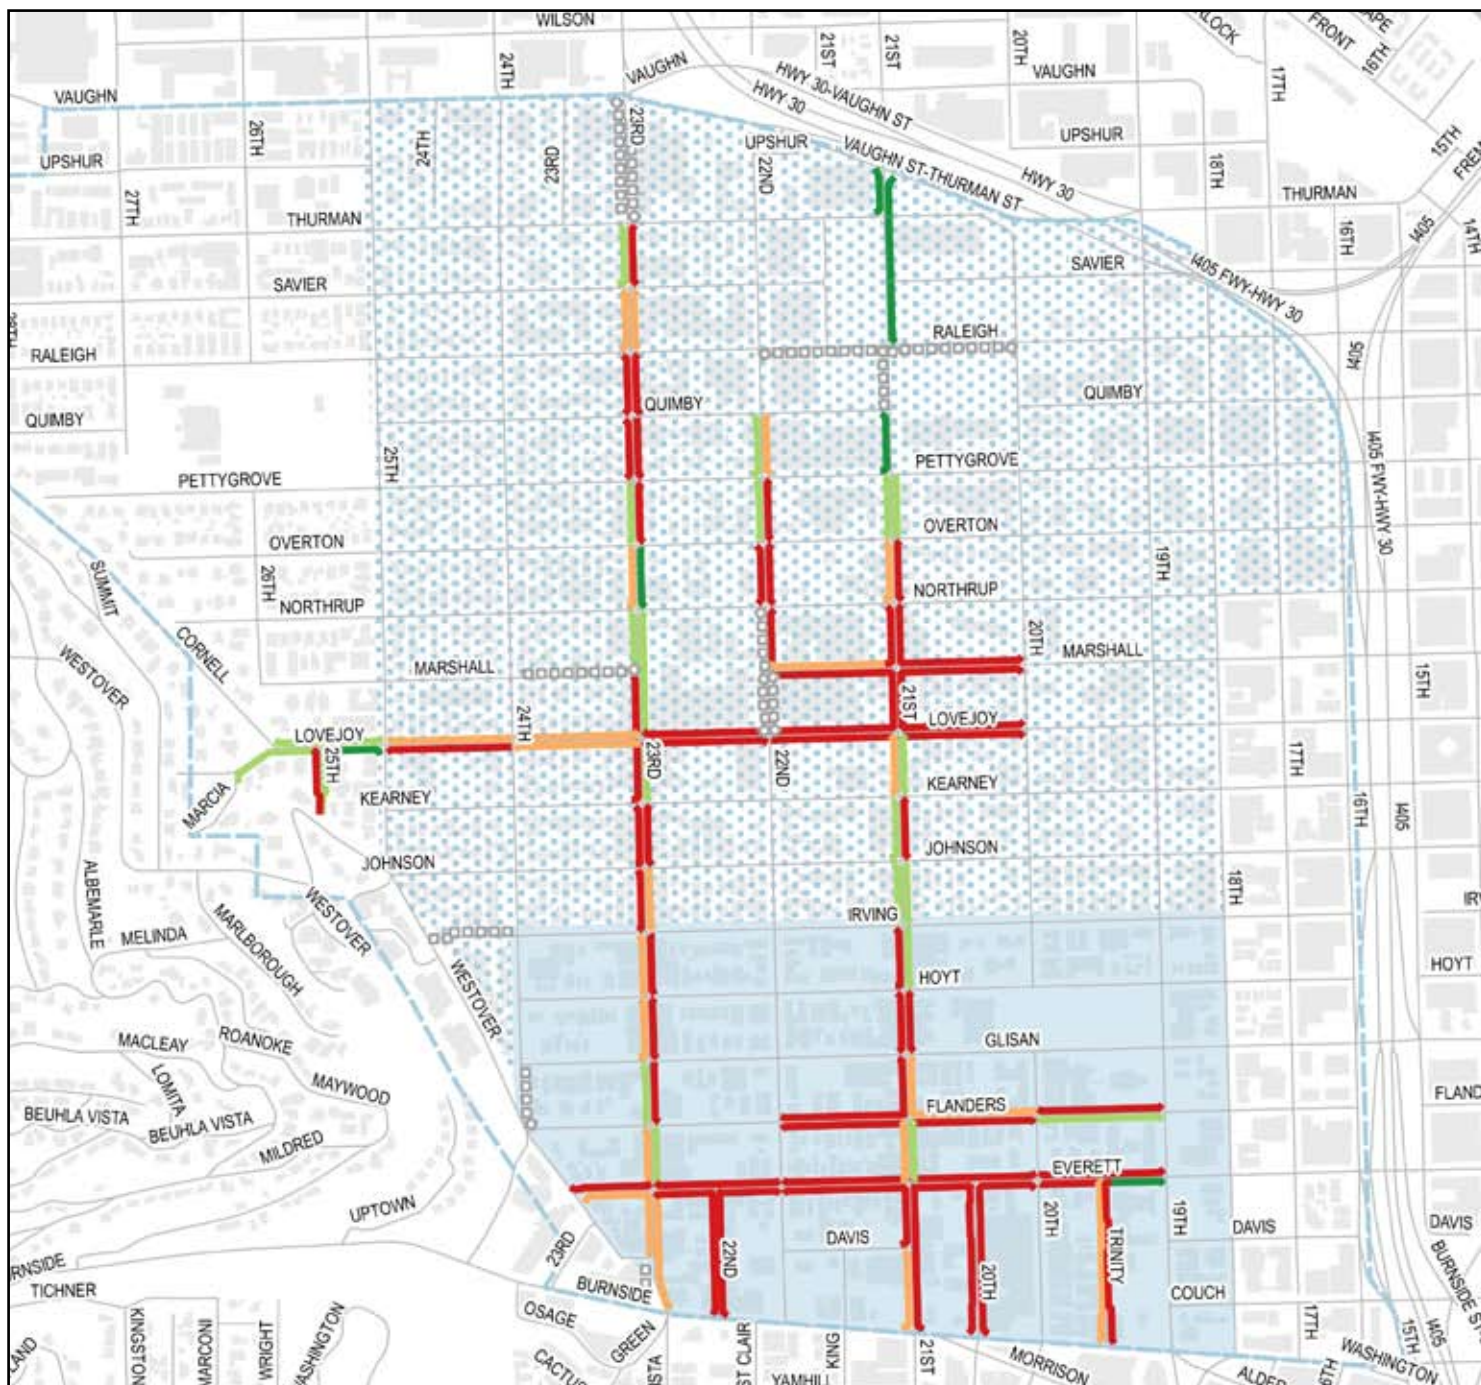 WILSON
VAUGHN
24TH
VAUGHN
21ST
21ST
20TH
VAUGHN
HWY 30-VAUGHN ST
HWY 30
FRONT
16TH
17TH
15TH
UPSHUR
26TH
24TH
23RD
23RD
UPSHUR
22ND
VAUGHN ST-THURMAN ST
HWY 30
UPSHUR
18TH
THURMAN
27TH
THURMAN
16TH
I405
14TH
SAVIER
SAVIER
I405 FWY-HWY 30
RALEIGH
RALEIGH
I405
QUIMBY
QUIMBY
QUIMBY
PETTYGROVE
25TH
PETTYGROVE
I405 FWY-HWY 30
OVERTON
OVERTON
19TH
SUMMIT
26TH
NORTHRUP
NORTHRUP
CORNELL
WESTOVER
MARSHALL
20TH
MARSHALL
15TH
LOVEJOY
25TH
24TH
23RD
22ND
21ST
LOVEJOY
17TH
MARCIA
KEARNEY
KEARNEY
16TH
I405
JOHNSON
JOHNSON
ALBEMARLE
WESTOVER
MARLBOROUGH
MELINDA
IRVING
18TH
WESTOVER
HOYT
HOYT
MACLEAY
ROANOKE
GLISAN
LOMITA
MAYWOOD
BEUHLA VISTA
BEUHLA VISTA
FLANDERS
MILDRED
EVERETT
UPTOWN
23RD
22ND
DAVIS
20TH
20TH
TRINITY
19TH
DAVIS
DAVIS
TICHNER
BURNSIDE
COUCH
BURNSIDE ST
KINGSTON
MARCONI
WRIGHT
OSAGE
GREEN
ST CLAIR
KING
21ST
MORRISON
17TH
15TH
I405
WASHINGTON
YAMHILL